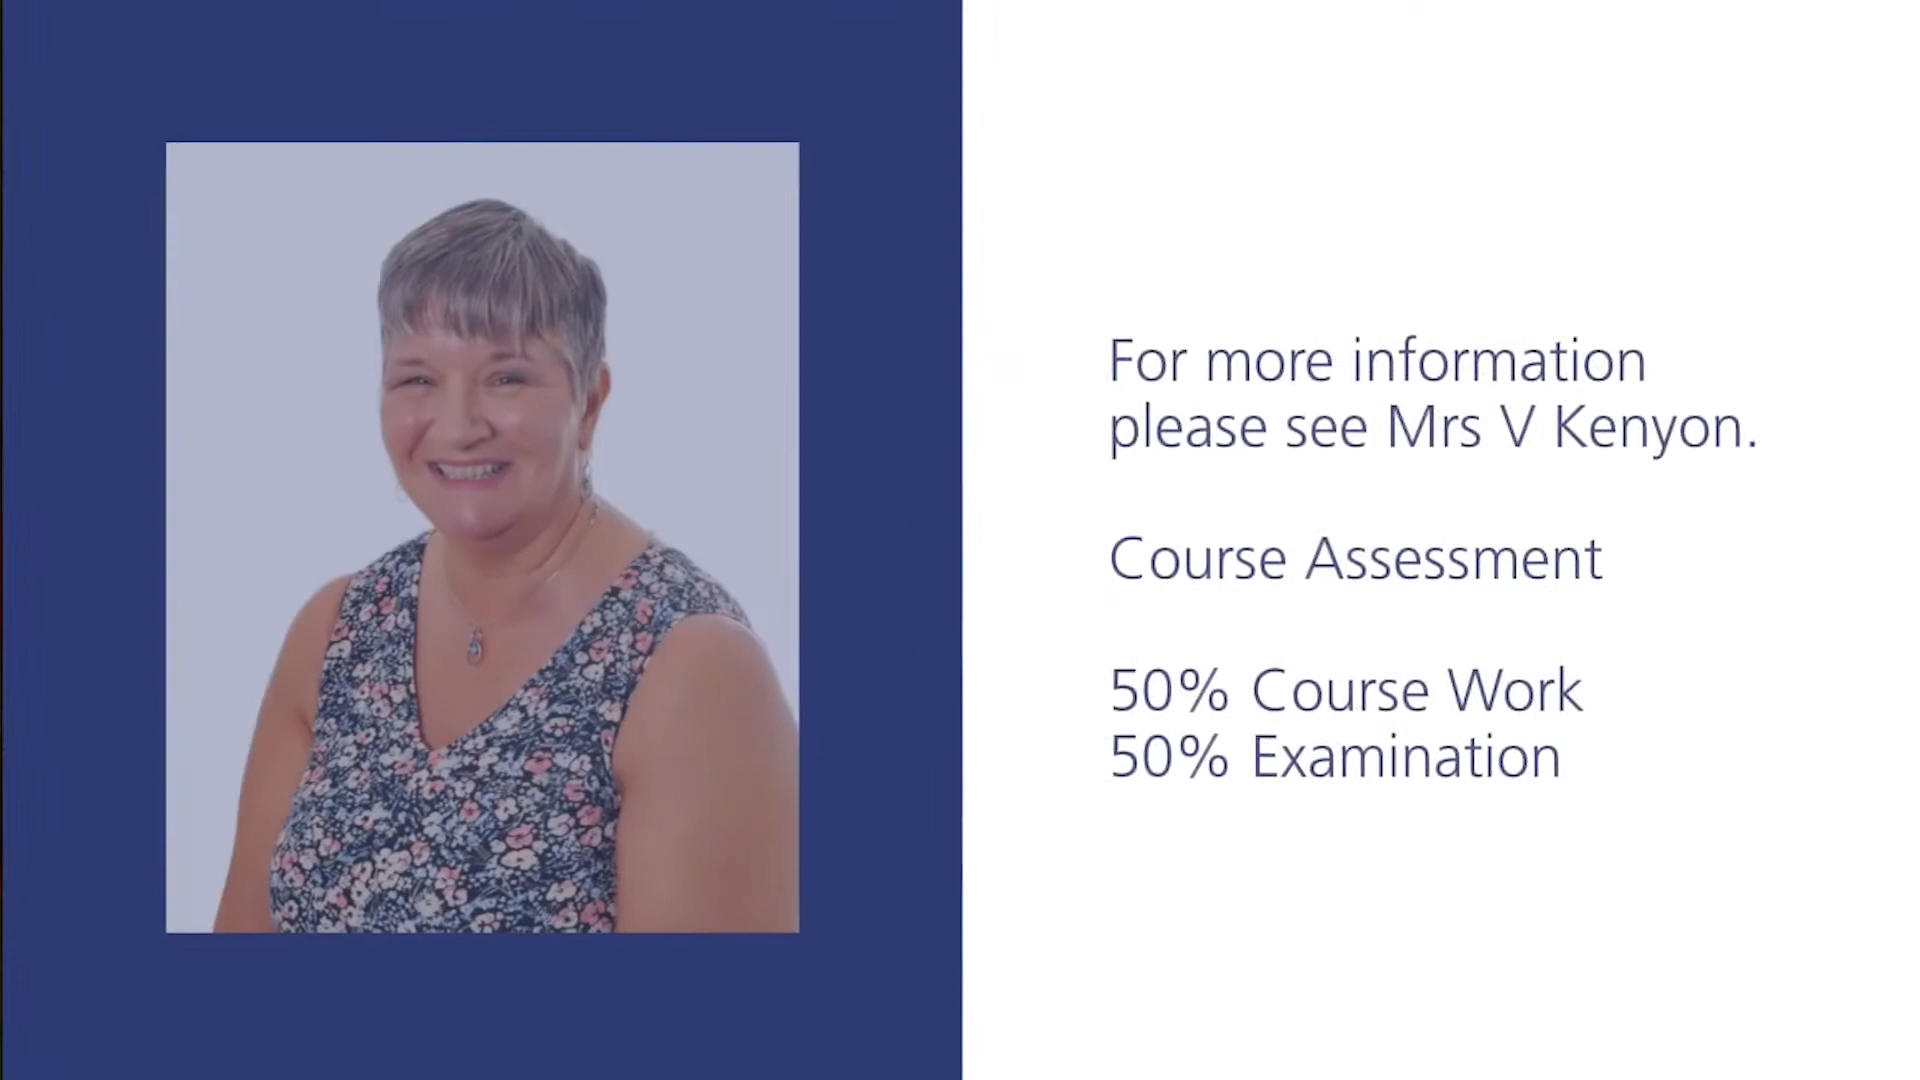 For more information
please see Mrs V Kenyon.
Course Assessment
50% Course Work
50% Examination